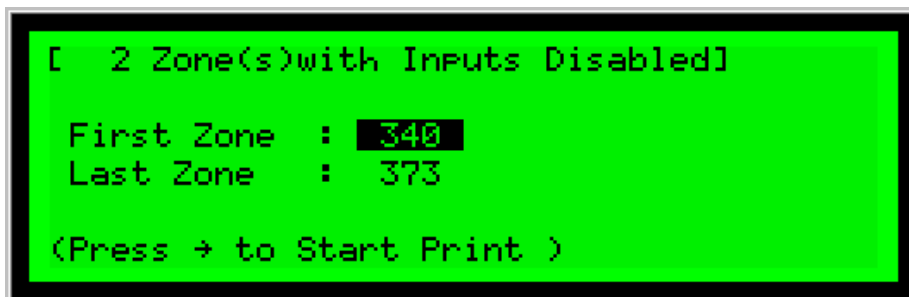 [  2 Zone(s)with Inputs Disabled]
First Zone  :  340
Last Zone   :  373
(Press → to Start Print )